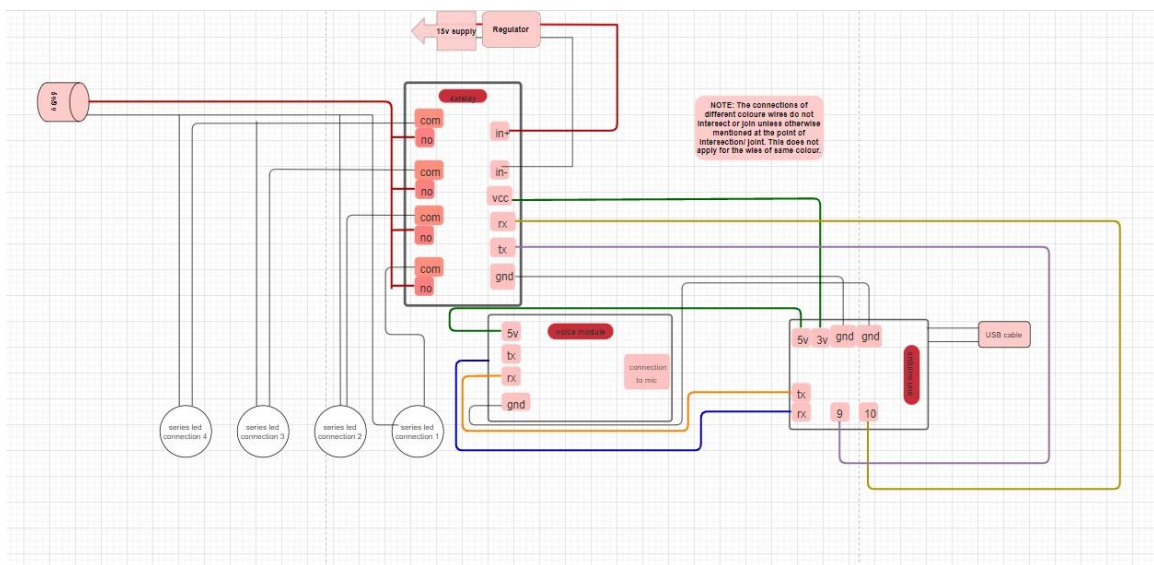 15v supply
Regulator
4xrelay
com
no
com
no
com
no
com
no
in+
in-
vcc
rx
tx
gnd
NOTE: The connections of
different coloure wires do not
intersect or join unless otherwise
mentioned at the point of
intersection/ joint. This does not
apply for the wies of same colour.
voice module
5v
tx
rx
gnd
connection
to mic
5v
3v
gnd
gnd
tx
rx
9
10
arduino uno
USB cable
series led
connection 4
series led
connection 3
series led
connection 2
series led
connection 1